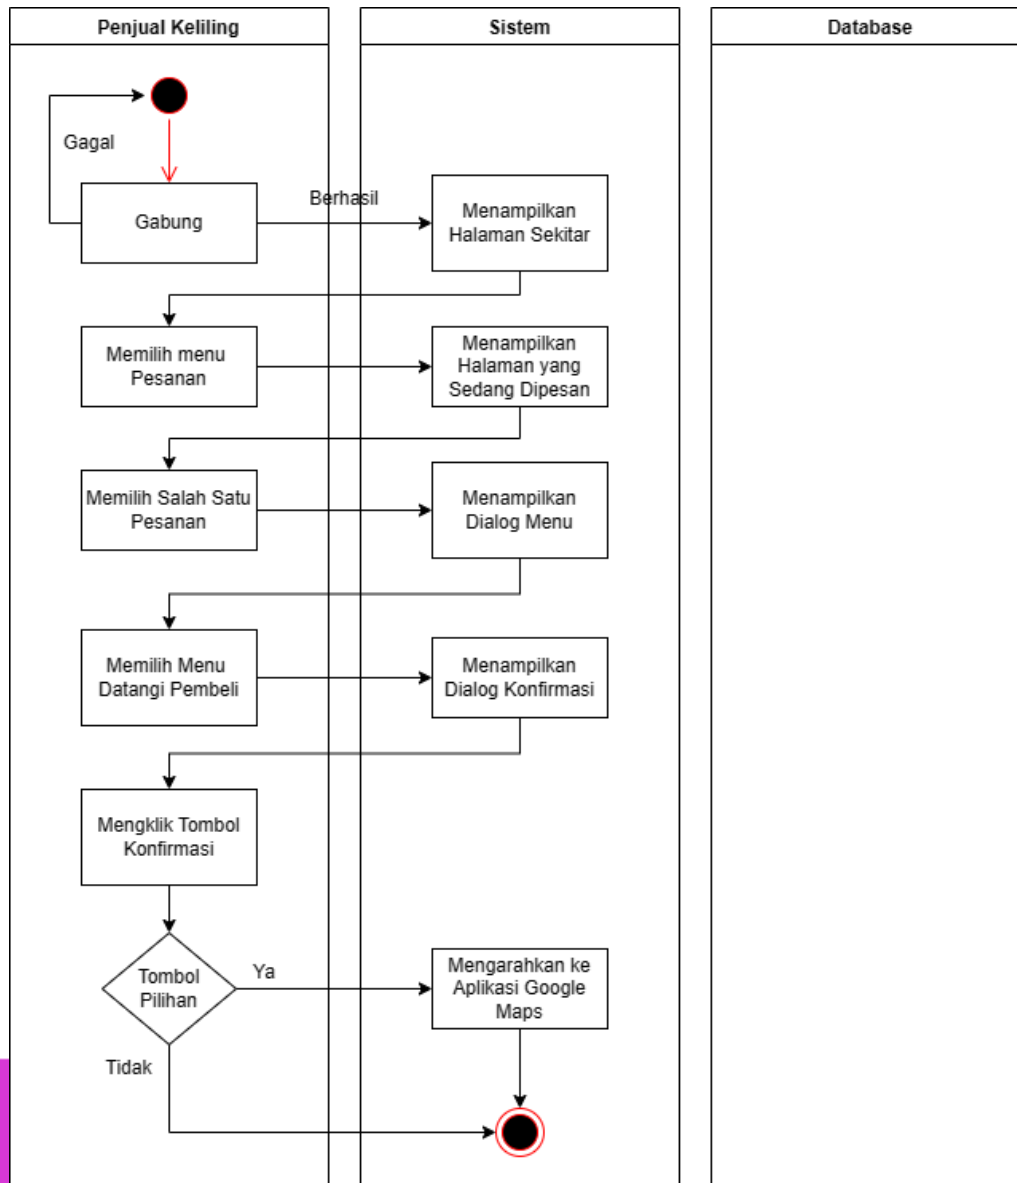 Penjual Keliling
Sistem
Database
Gagal
Gabung
Berhasil
Menampilkan
Halaman Sekitar
Memilih menu
Pesanan
Menampilkan
Halaman yang
Sedang Dipesan
Memilih Salah Satu
Pesanan
Menampilkan
Dialog Menu
Memilih Menu
Datangi Pembeli
Menampilkan
Dialog Konfirmasi
Mengklik Tombol
Konfirmasi
Tombol
Pilihan
Ya
Mengarahkan ke
Aplikasi Google
Maps
Tidak